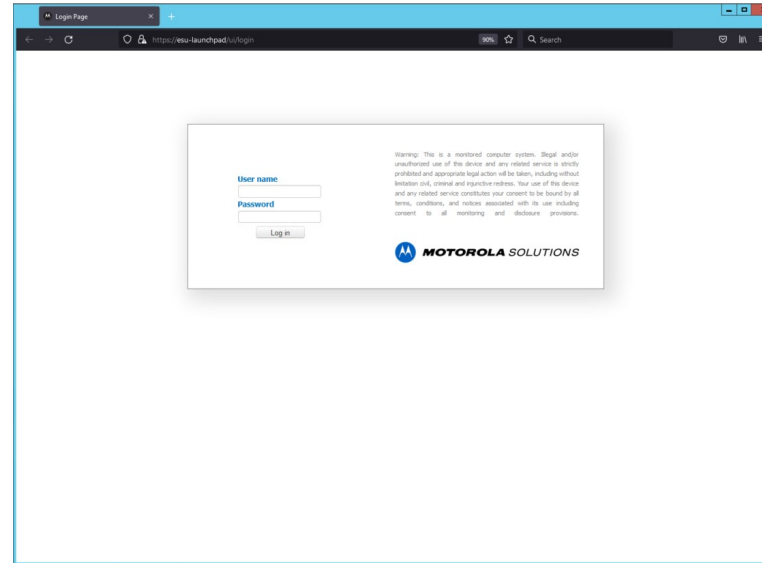 Login Page
https://esu-launchpad/ui/login
90%
Search
Warning: This is a monitored computer system. Illegal and/or
unauthorized use of this device and any related service is strictly
prohibited and appropriate legal action will be taken, including without
limitation civil, criminal and injunctive redress. Your use of this device
and any related service constitutes your consent to be bound by all
terms, conditions, and notices associated with its use including
consent to all monitoring and disclosure provisions.
User name
Password
Log in
MOTOROLA SOLUTIONS